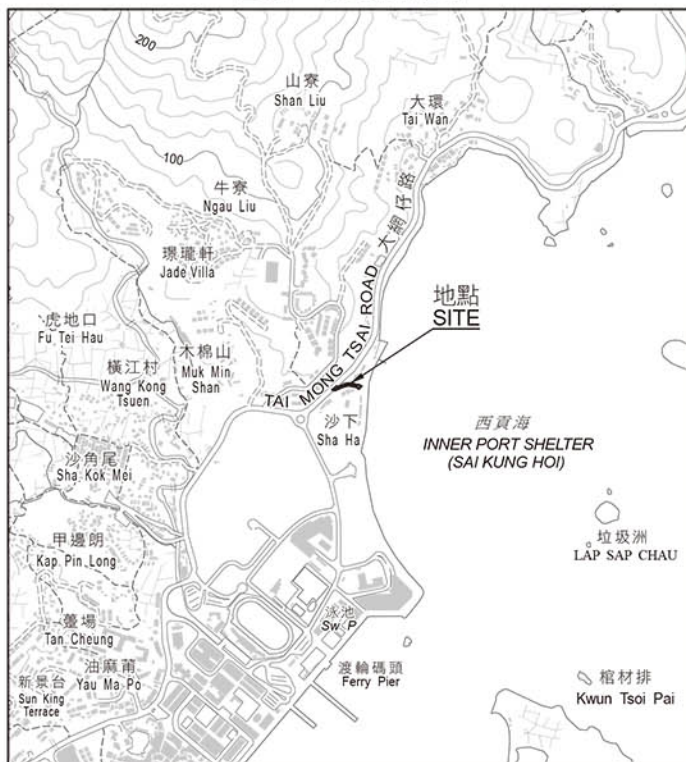 200
山寮
Shan Liu
大環
Tai Wan
100
牛寮
Ngau Liu
璟瓏軒
Jade Villa
TAI MONG TSAI ROAD 大網仔路
地點
SITE
虎地口
Fu Tei Hau
木棉山
Muk Min
Shan
橫江村
Wang Kong
Tsuen
沙下
Sha Ha
西貢海
INNER PORT SHELTER
(SAI KUNG HOI)
沙角尾
Sha Kok Mei
垃圾洲
LAP SAP CHAU
甲邊朗
Kap Pin Long
泳池
Sw P
躉場
Tan Cheung
油麻莆
Yau Ma Po
渡輪碼頭
Ferry Pier
新景台
Sun King
Terrace
棺材排
Kwun Tsoi Pai